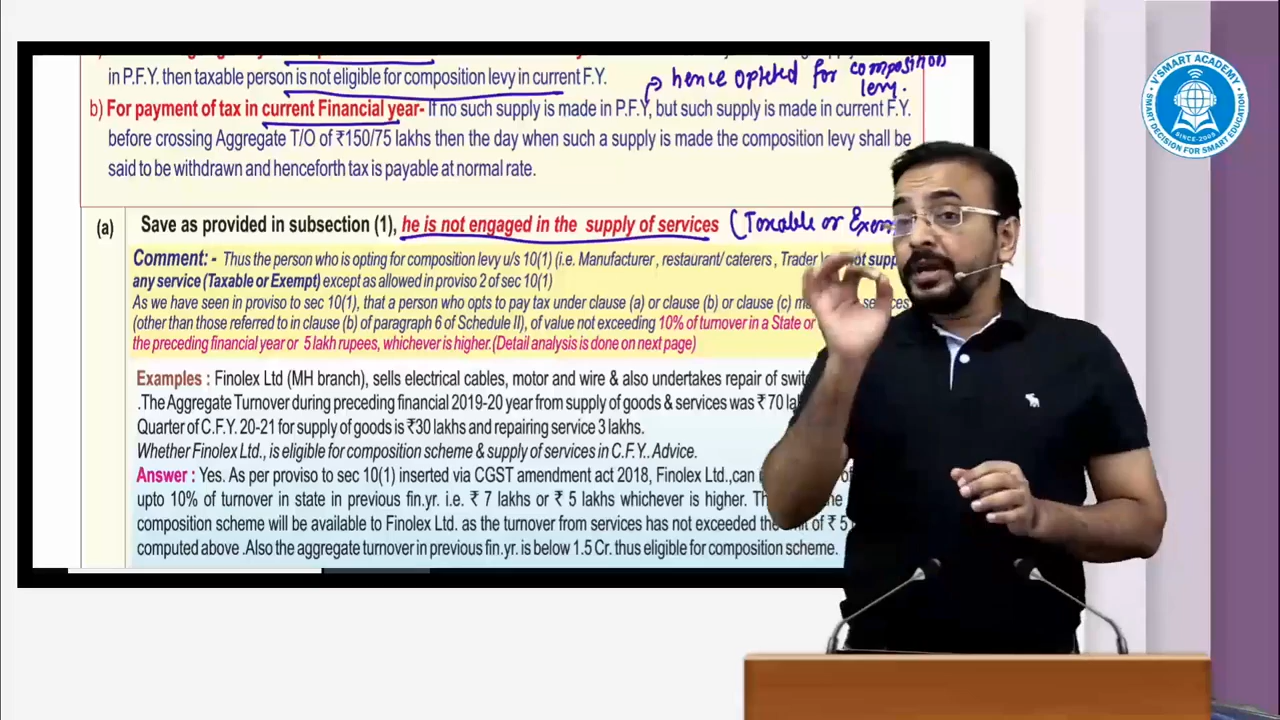 in P.F.Y. then taxable person is not eligible for composition levy in current F.Y.
hence opted for composition levy.
b) For payment of tax in current Financial year- If no such supply is made in P.F.Y, but such supply is made in current F.Y.
before crossing Aggregate T/O of ₹150/75 lakhs then the day when such a supply is made the composition levy shall be
said to be withdrawn and henceforth tax is payable at normal rate.
(a) Save as provided in subsection (1), he is not engaged in the supply of services (Taxable or
Comment: - Thus the person who is opting for composition levy u/s 10(1) (i.e. Manufacturer , restaurant/ caterers , Trader
any service (Taxable or Exempt) except as allowed in proviso 2 of sec 10(1)
As we have seen in proviso to sec 10(1), that a person who opts to pay tax under clause (a) or clause (b) or clause (c)
(other than those referred to in clause (b) of paragraph 6 of Schedule II), of value not exceeding 10% of turnover in a State or
the preceding financial year or 5 lakh rupees, whichever is higher.(Detail analysis is done on next page)
Examples : Finolex Ltd (MH branch), sells electrical cables, motor and wire & also undertakes repair of
.The Aggregate Turnover during preceding financial 2019-20 year from supply of goods & services was ₹ 70
Quarter of C.F.Y. 20-21 for supply of goods is ₹30 lakhs and repairing service 3 lakhs.
Whether Finolex Ltd., is eligible for composition scheme & supply of services in C.F.Y.. Advice.
Answer : Yes. As per proviso to sec 10(1) inserted via CGST amendment act 2018, Finolex Ltd.,can
upto 10% of turnover in state in previous fin.yr. i.e. ₹ 7 lakhs or ₹ 5 lakhs whichever is higher.
composition scheme will be available to Finolex Ltd. as the turnover from services has not exceeded the of ₹ 5
computed above .Also the aggregate turnover in previous fin.yr. is below 1.5 Cr. thus eligible for composition scheme.
V'SMART ACADEMY
SINCE-2005
SMART DECISION FOR SMART EDUCATION